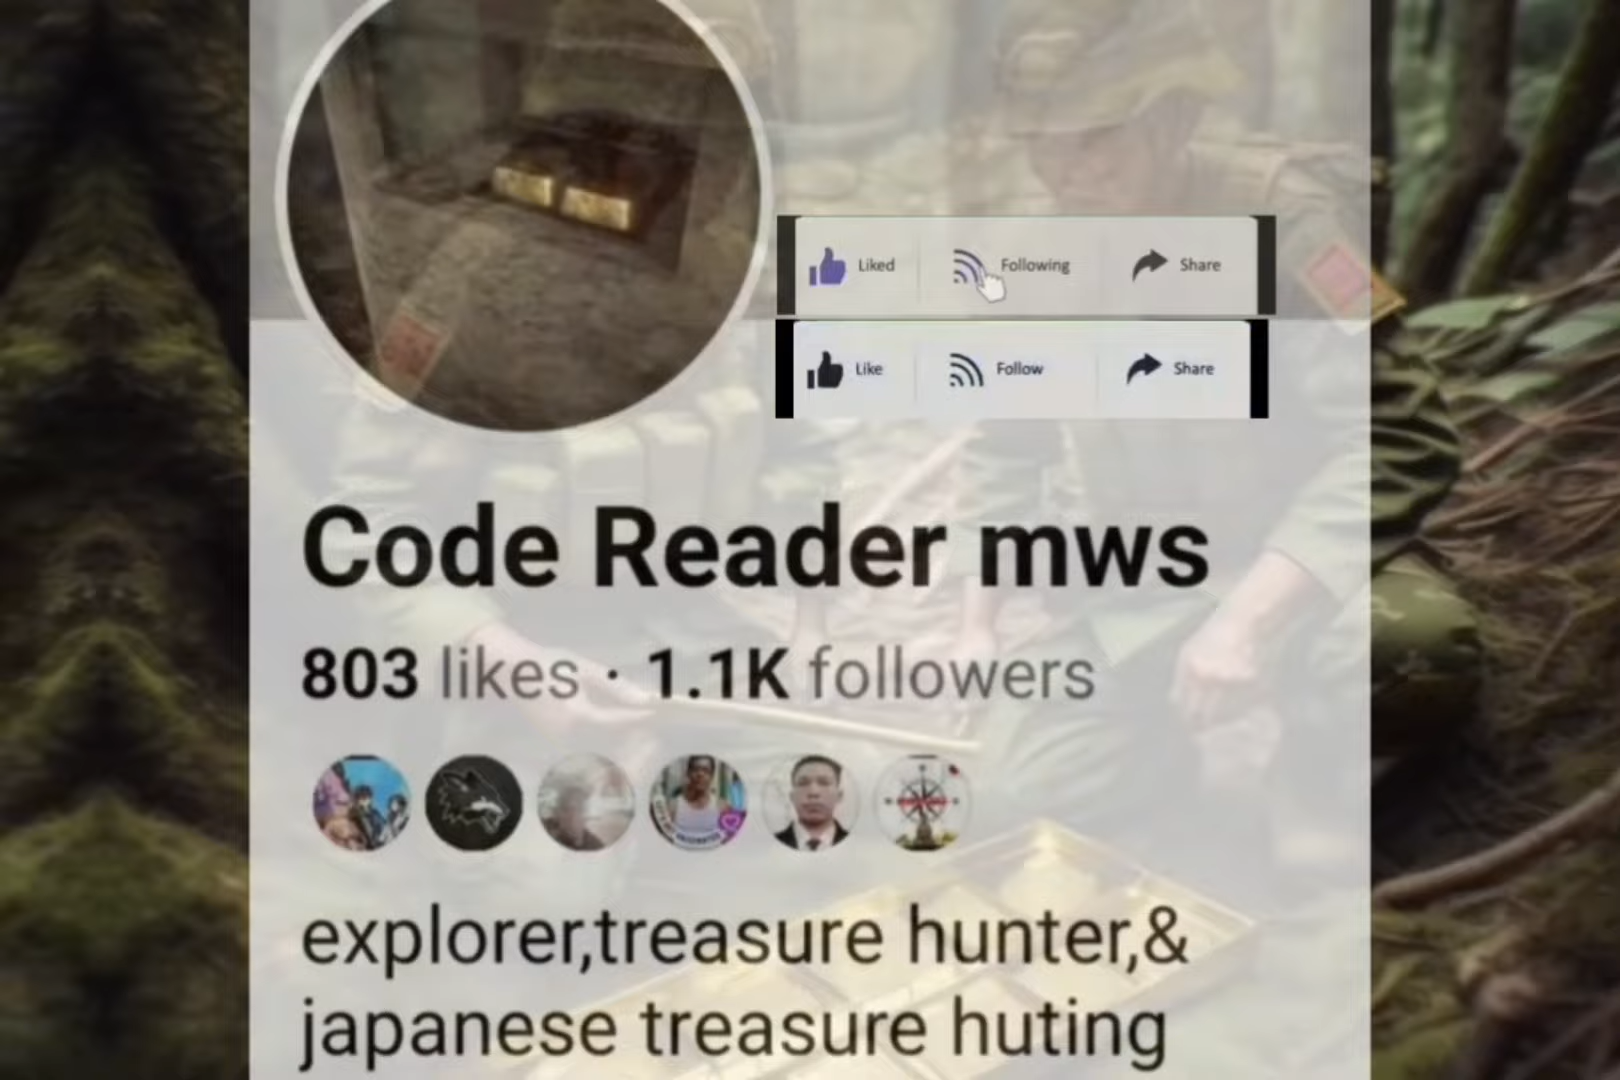 Liked Following Share
Like Follow Share
Code Reader mws
803 likes · 1.1K followers
explorer,treasure hunter,&
japanese treasure huting